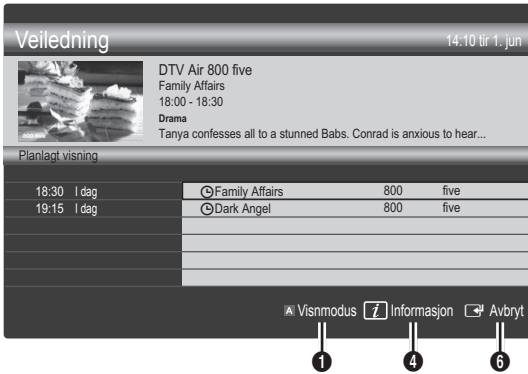 Veiledning 14:10 tir 1. jun
DTV Air 800 five
Family Affairs
18:00 - 18:30
Drama
Tanya confesses all to a stunned Babs. Conrad is anxious to hear...
800 five
Planlagt visning
18:30 I dag Family Affairs 800 five
19:15 I dag Dark Angel 800 five
A Visnmodus i Informasjon Avbryt
1 4 6